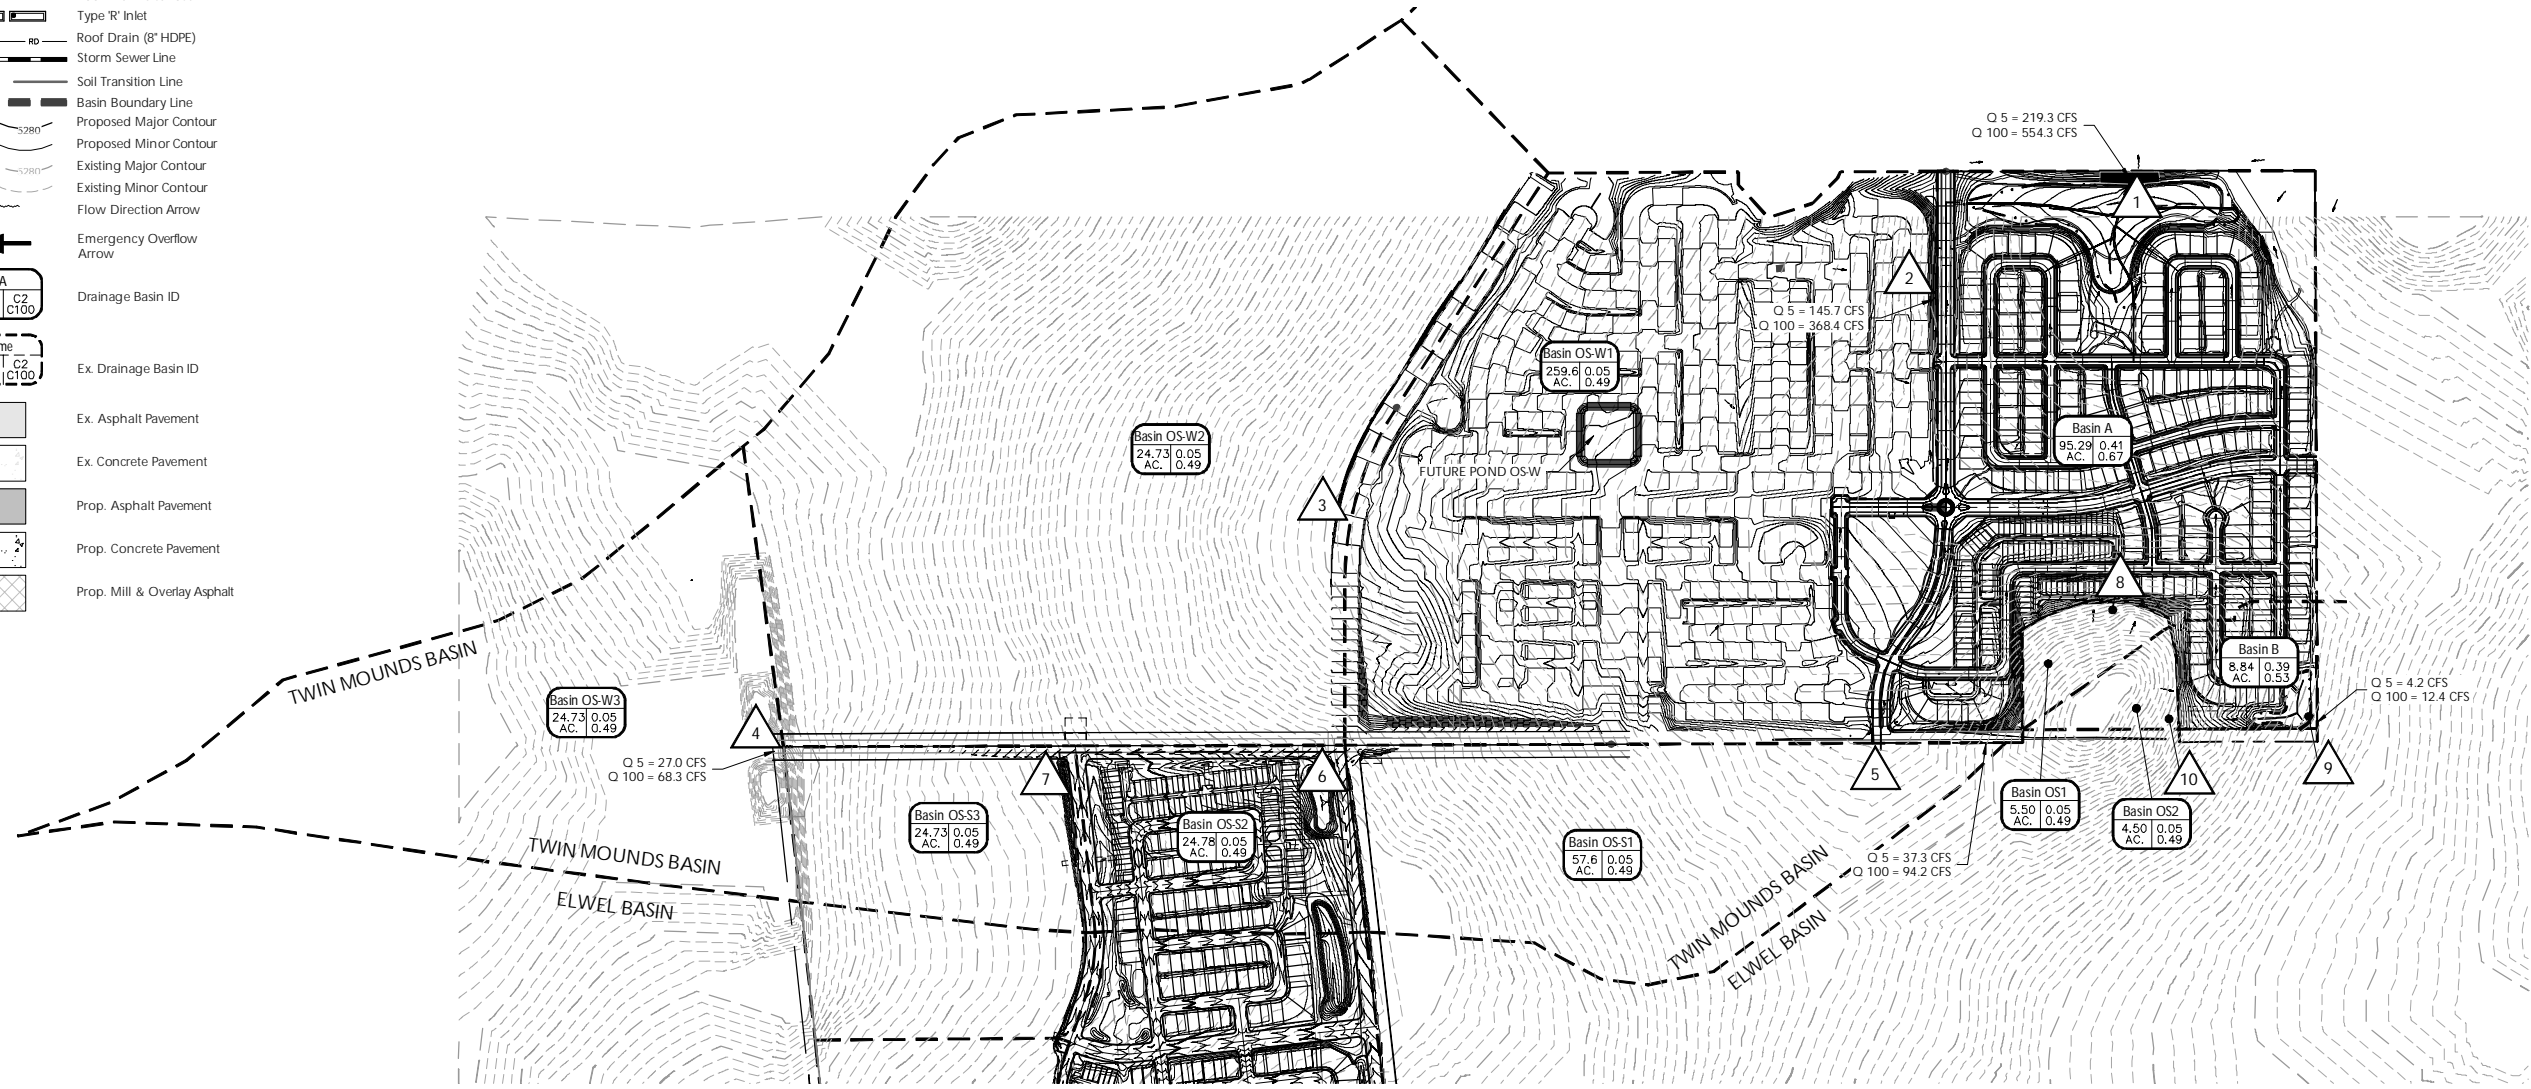 Type 'R' Inlet
RD
Roof Drain (8" HDPE)
Storm Sewer Line
Soil Transition Line
Basin Boundary Line
5280
Proposed Major Contour
Proposed Minor Contour
5280
Existing Major Contour
Existing Minor Contour
Flow Direction Arrow
Emergency Overflow
Arrow
A
C2
C100
Drainage Basin ID
me
C2
C100
Ex. Drainage Basin ID
Ex. Asphalt Pavement
Ex. Concrete Pavement
Prop. Asphalt Pavement
Prop. Concrete Pavement
Prop. Mill & Overlay Asphalt
Q 5 = 219.3 CFS
Q 100 = 554.3 CFS
1
2
Q 5 = 145.7 CFS
Q 100 = 368.4 CFS
Basin OS-W1
259.6 0.05
AC. 0.49
Basin OS-W2
24.73 0.05
AC. 0.49
Basin A
95.29 0.41
AC. 0.67
FUTURE POND OS-W
3
8
TWIN MOUNDS BASIN
Basin B
8.84 0.39
AC. 0.53
Q 5 = 4.2 CFS
Q 100 = 12.4 CFS
Basin OS-W3
24.73 0.05
AC. 0.49
4
Q 5 = 27.0 CFS
Q 100 = 68.3 CFS
7
6
5
10
9
Basin OS1
5.50 0.05
AC. 0.49
Basin OS2
4.50 0.05
AC. 0.49
Basin OS-S3
24.73 0.05
AC. 0.49
Basin OS-S2
24.78 0.05
AC. 0.49
Basin OS-S1
57.6 0.05
AC. 0.49
Q 5 = 37.3 CFS
Q 100 = 94.2 CFS
TWIN MOUNDS BASIN
ELWEL BASIN
TWIN MOUNDS BASIN
ELWEL BASIN